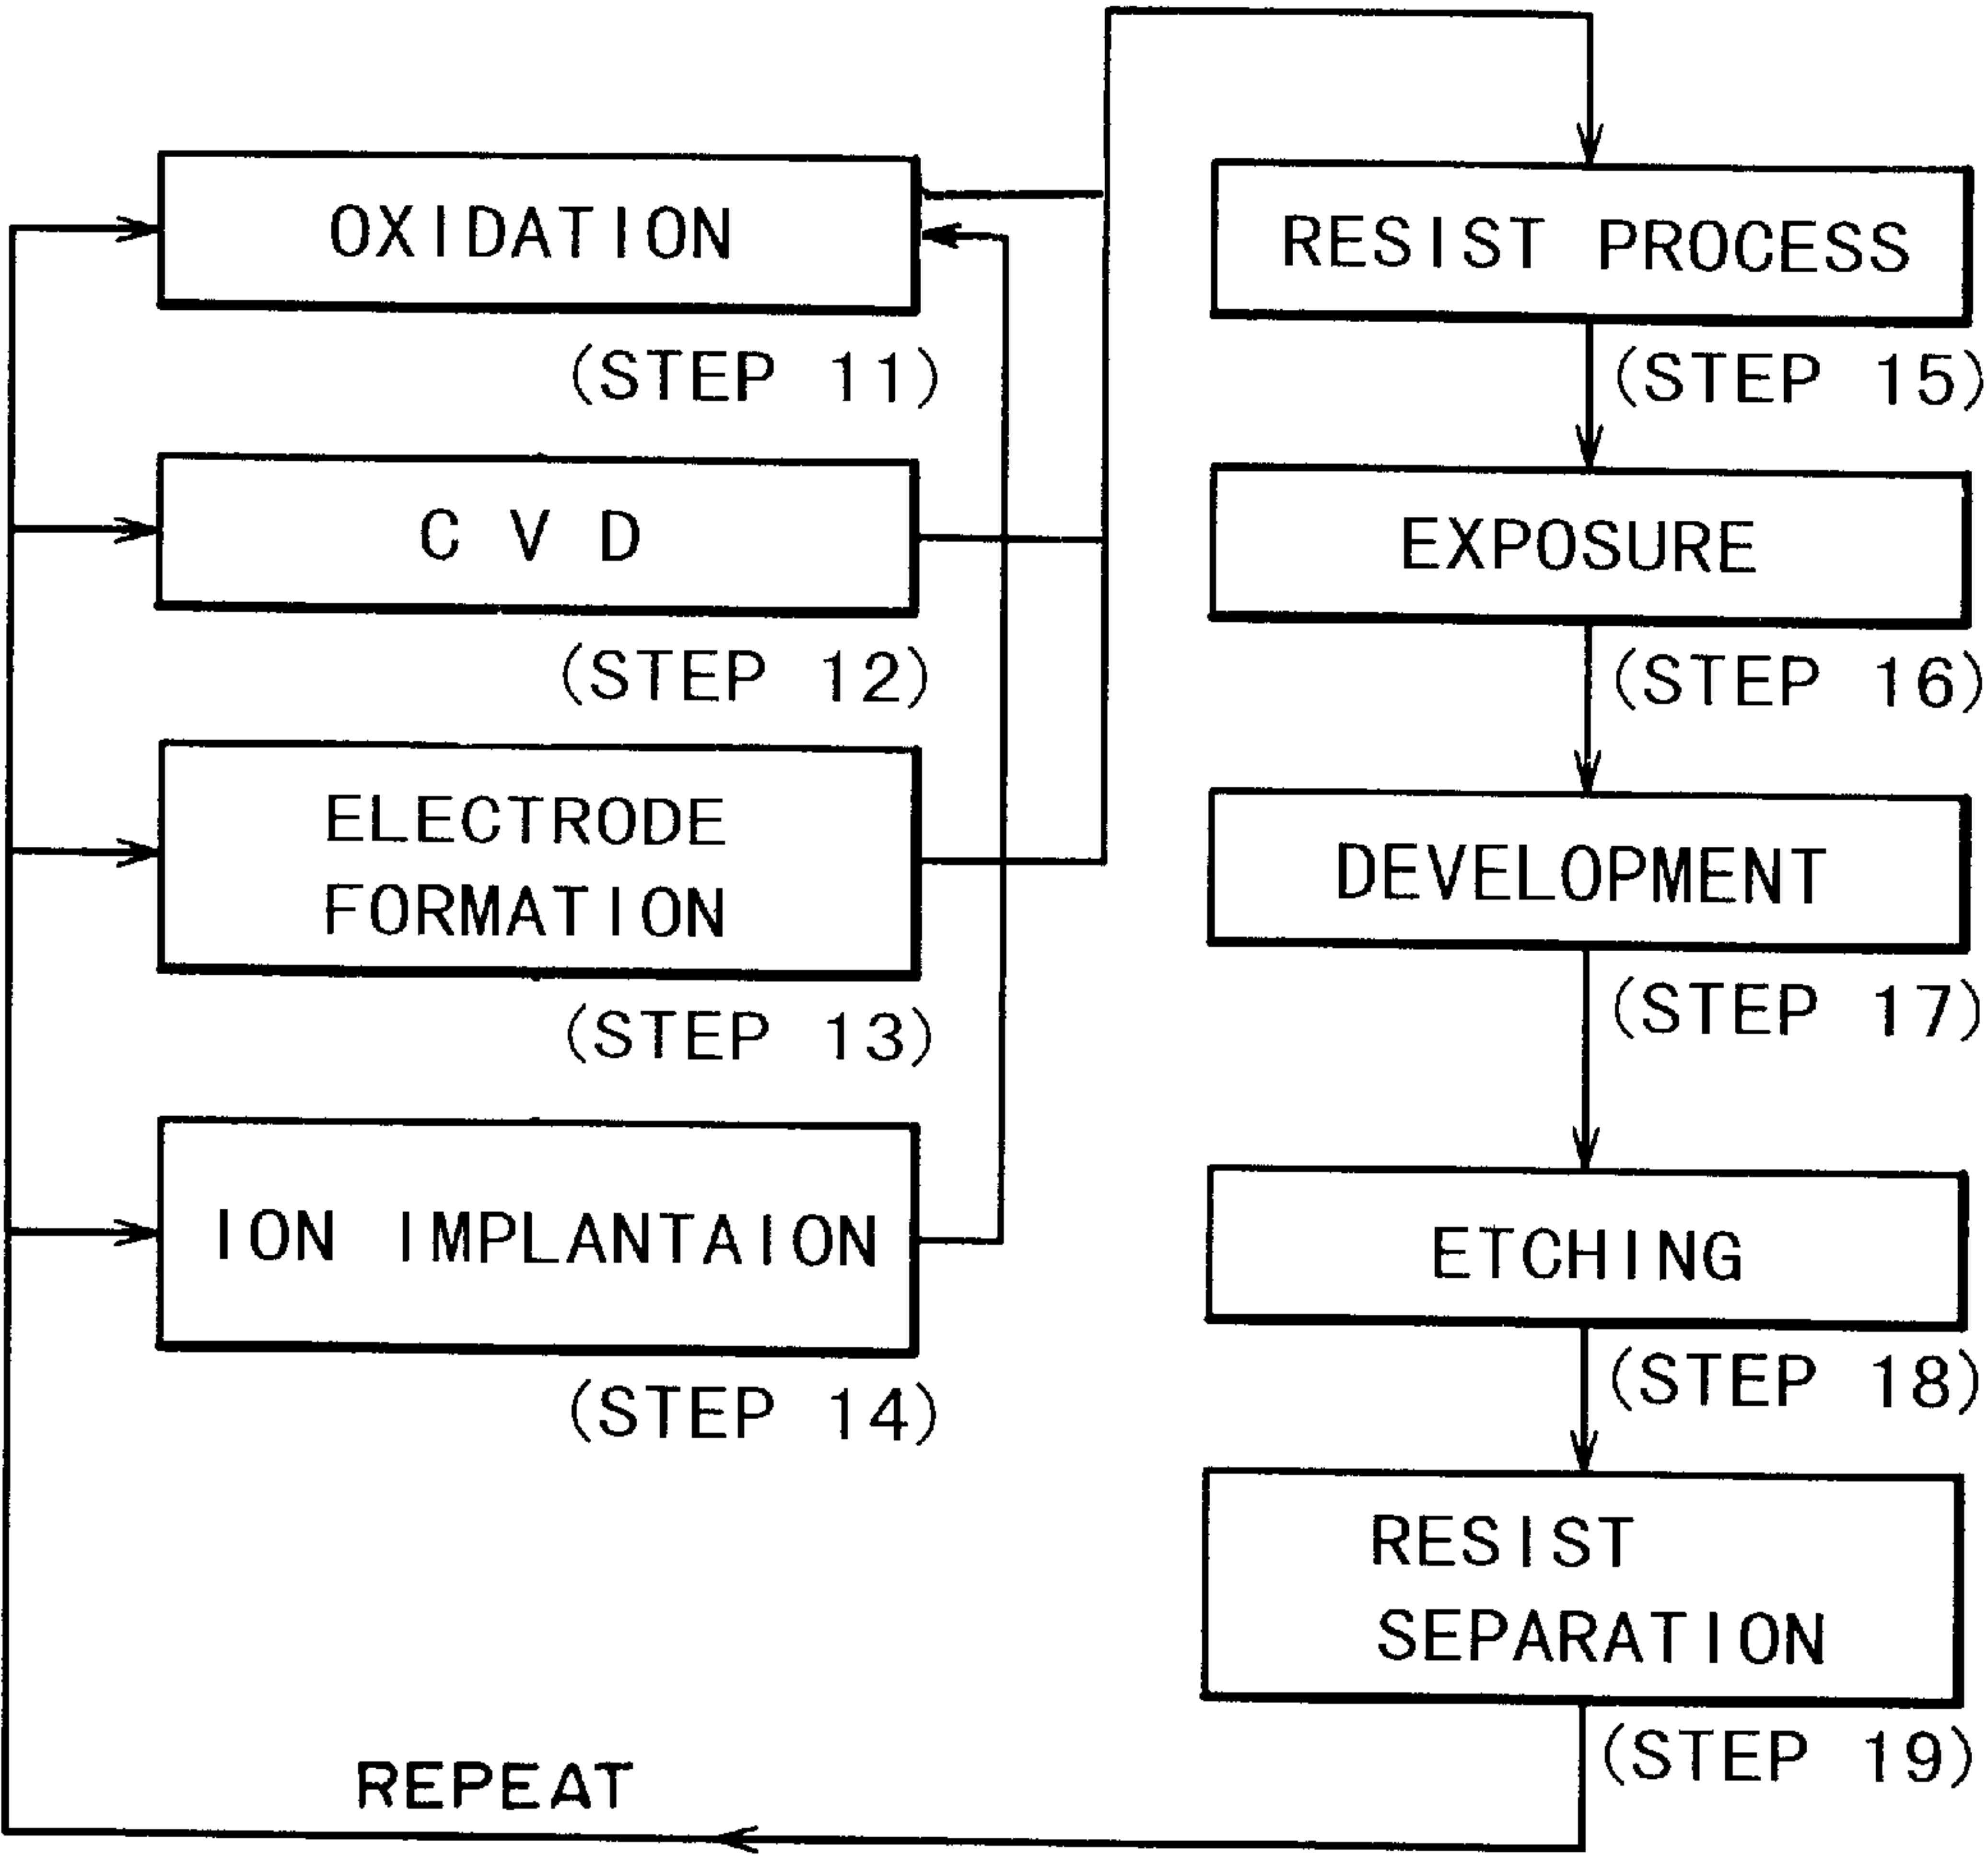 OXIDATION
(STEP 11)
C V D
(STEP 12)
ELECTRODE
FORMATION
(STEP 13)
ION IMPLANTAION
(STEP 14)
RESIST PROCESS
(STEP 15)
EXPOSURE
(STEP 16)
DEVELOPMENT
(STEP 17)
ETCHING
(STEP 18)
RESIST
SEPARATION
(STEP 19)
REPEAT